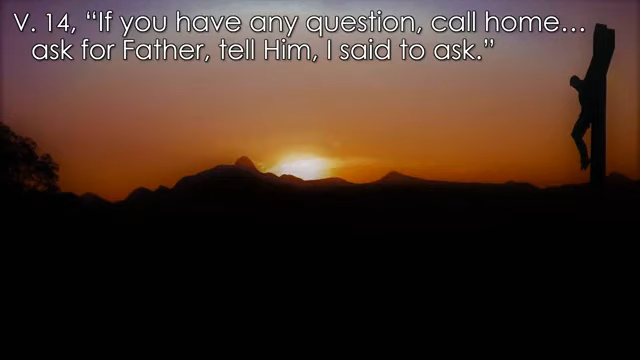 V. 14, “If you have any question, call home…
ask for Father, tell Him, I said to ask.”